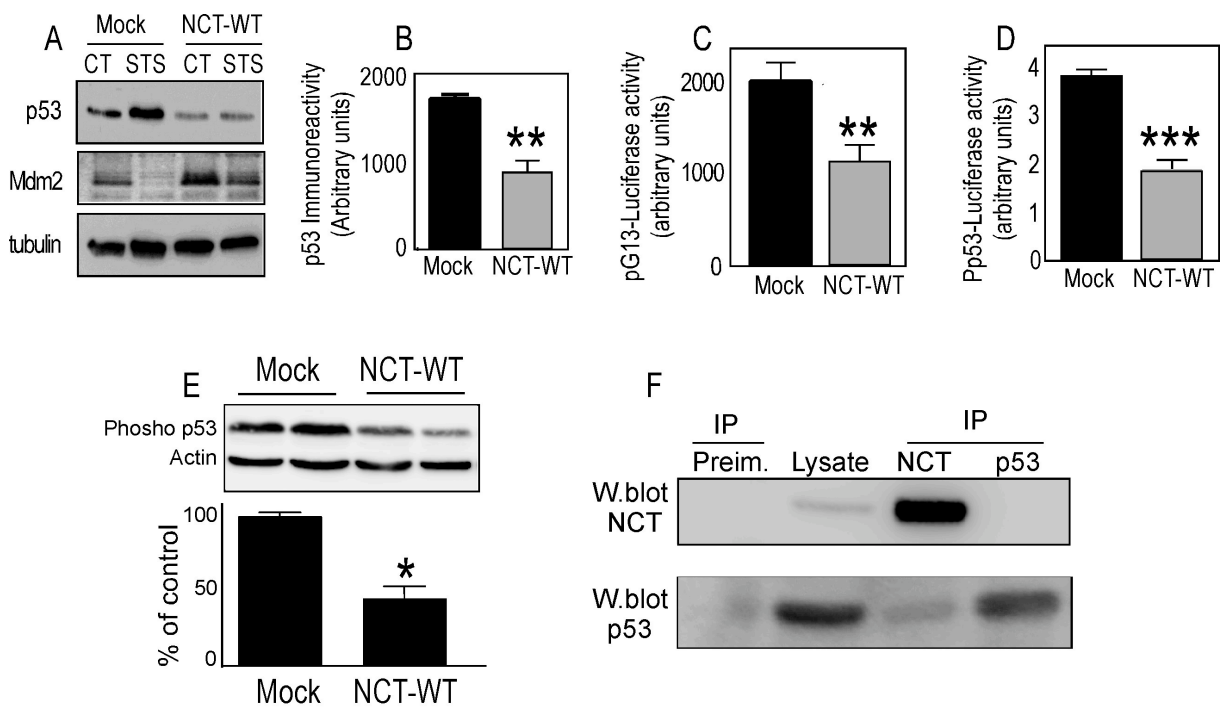 A
Mock NCT-WT
CT STS CT STS
p53
Mdm2
tubulin
B
p53 Immunoreactivity
(Arbitrary units)
2000
1000
0
**
Mock NCT-WT
C
pG13-Luciferase activity
(arbitrary units)
2000
1000
0
**
Mock NCT-WT
D
Pp53-Luciferase activity
(arbitrary units)
4
3
2
1
0
***
Mock NCT-WT
E
Mock NCT-WT
Phosho p53
Actin
% of control
100
50
0
*
Mock NCT-WT
F
IP IP
Preim. Lysate NCT p53
W.blot
NCT
W.blot
p53